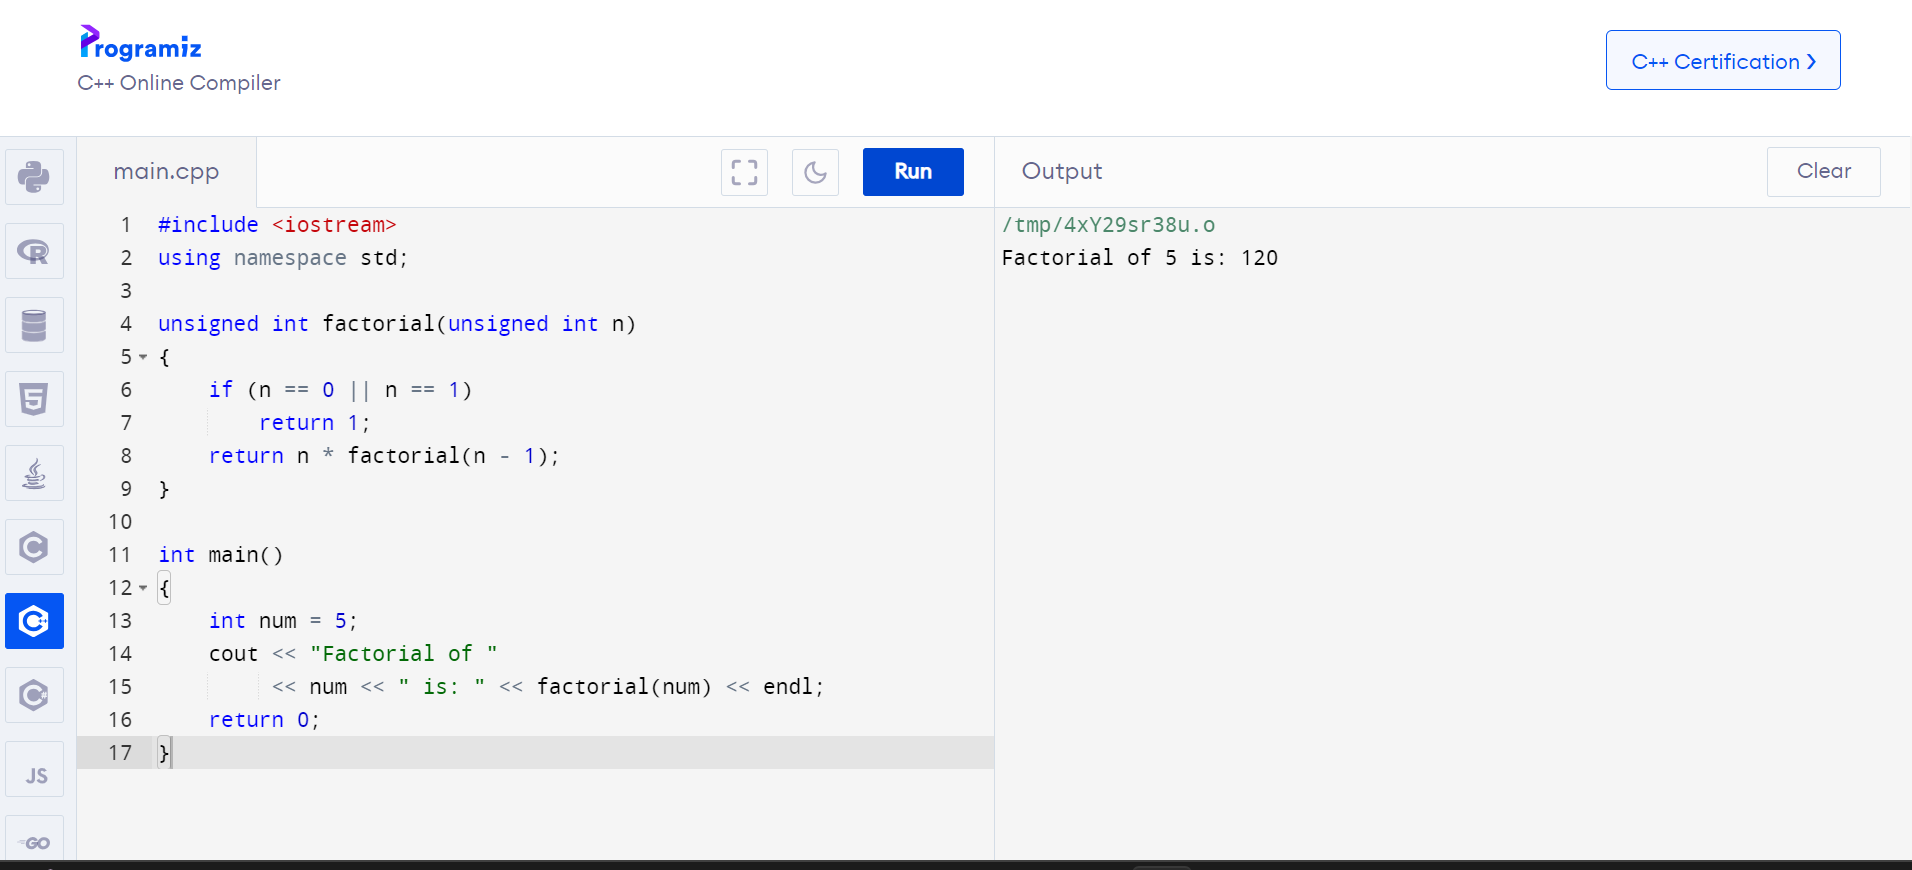 Programiz
C++ Online Compiler
C++ Certification ❯
main.cpp
Run
Output
Clear
1 #include <iostream>
2 using namespace std;
3
4 unsigned int factorial(unsigned int n)
5 {
6     if (n == 0 || n == 1)
7         return 1;
8     return n * factorial(n - 1);
9 }
10
11 int main()
12 {
13     int num = 5;
14     cout << "Factorial of "
15          << num << " is: " << factorial(num) << endl;
16     return 0;
17 }
/tmp/4xY29sr38u.o
Factorial of 5 is: 120
R
5
C
C++
C#
JS
GO